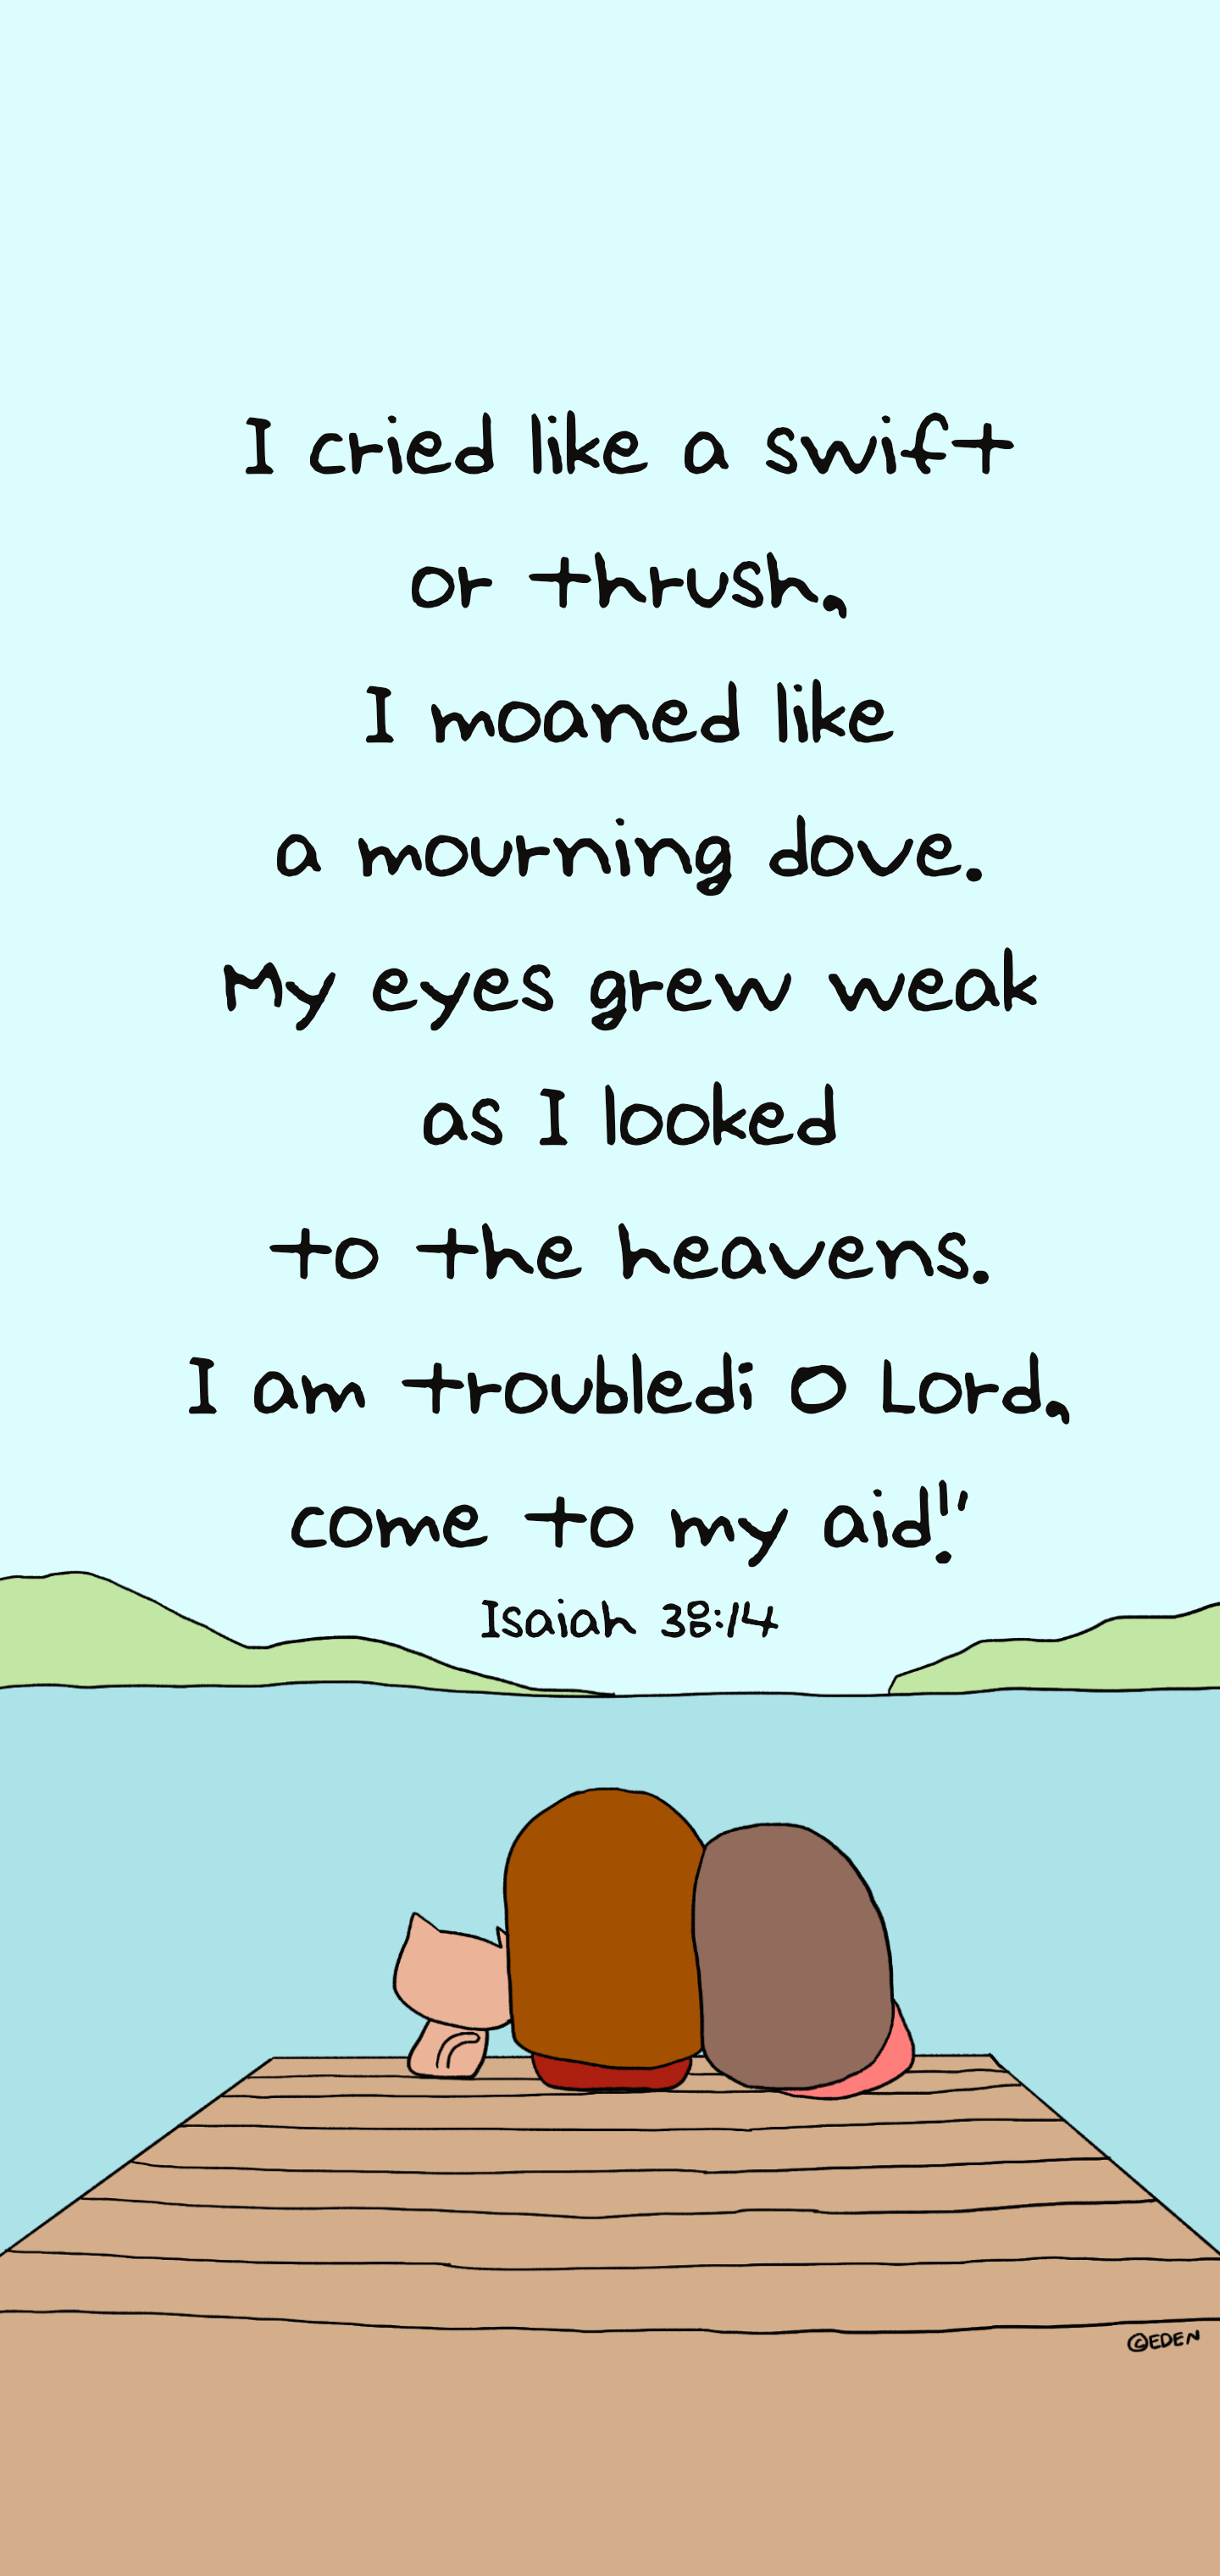 I cried like a swift
or thrush,
I moaned like
a mourning dove.
My eyes grew weak
as I looked
to the heavens.
I am troubledi O Lord,
come to my aid!"
Isaiah 38:14
©EDEN